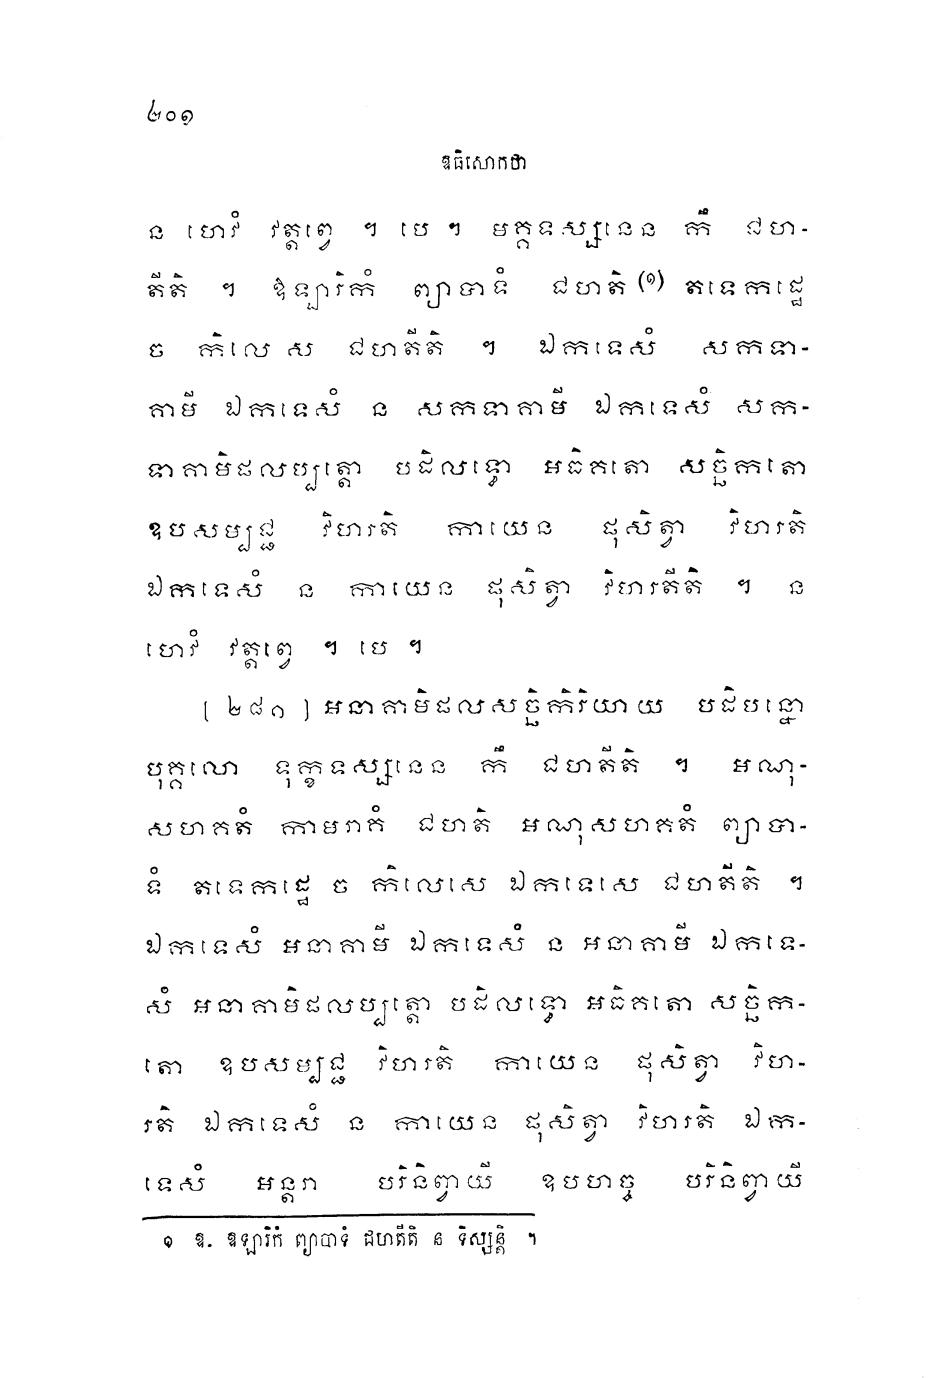 ២០១
ឱធិសោកថា
ន ហេវំ វត្តព្វេ ។ បេ ។ មគ្គទស្សនេន កឹ ជហ-
តីតិ ។ ឱឡារិកំ ព្យាបាទំ ជហតិ (១) តទេកដ្ឋេ
ច កិលេស ជហតីតិ ។ ឯកទេសំ សកទា-
គាមី ឯកទេសំ ន សកទាគាមី ឯកទេសំ សក-
ទាគាមិផលប្បត្តោ បដិលទ្ធោ អធិគតោ សច្ឆិកតោ
ឧបសម្បជ្ជ វិហរតិ កាយេន ផុសិត្វា វិហរតិ
ឯកទេសំ ន កាយេន ផុសិត្វា វិហរតីតិ ។ ន
ហេវំ វត្តព្វេ ។ បេ ។
[ ២៨១ ] អនាគាមិផលសច្ឆិកិរិយាយ បដិបន្នោ
បុគ្គលោ ទុក្ខទស្សនេន កឹ ជហតីតិ ។ អណុ-
សហគតំ កាមរាគំ ជហតិ អណុសហគតំ ព្យាបា-
ទំ តទេកដ្ឋេ ច កិលេសេ ឯកទេសេ ជហតីតិ ។
ឯកទេសំ អនាគាមី ឯកទេសំ ន អនាគាមី ឯកទេ-
សំ អនាគាមិផលប្បត្តោ បដិលទ្ធោ អធិគតោ សច្ឆិក-
តោ ឧបសម្បជ្ជ វិហរតិ កាយេន ផុសិត្វា វិហ-
រតិ ឯកទេសំ ន កាយេន ផុសិត្វា វិហរតិ ឯក-
ទេសំ អន្តរា បរិនិព្វាយី ឧបហច្ច បរិនិព្វាយី
១ ឱ. ឱឡារិកំ ព្យាបាទំ ជហតីតិ ន ទិស្សន្តិ ។